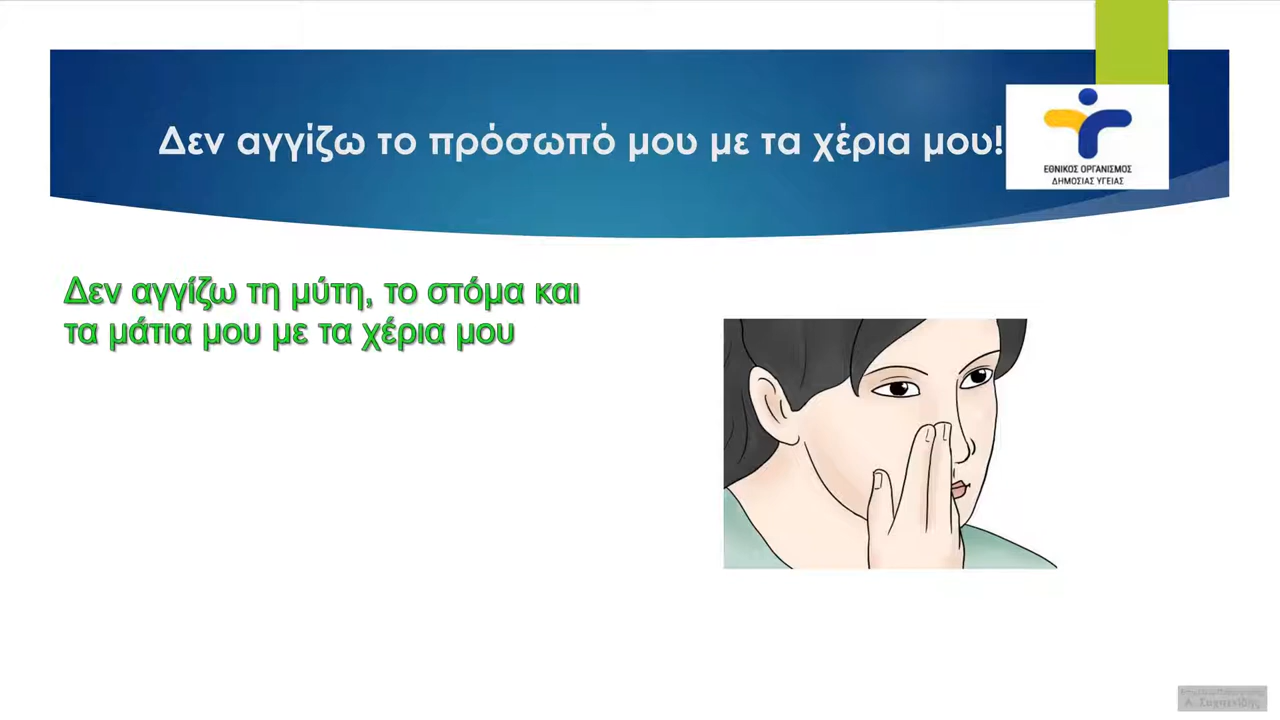 Δεν αγγίζω το πρόσωπό μου με τα χέρια μου!
ΕΘΝΙΚΟΣ ΟΡΓΑΝΙΣΜΟΣ
ΔΗΜΟΣΙΑΣ ΥΓΕΙΑΣ
Δεν αγγίζω τη μύτη, το στόμα και
τα μάτια μου με τα χέρια μου